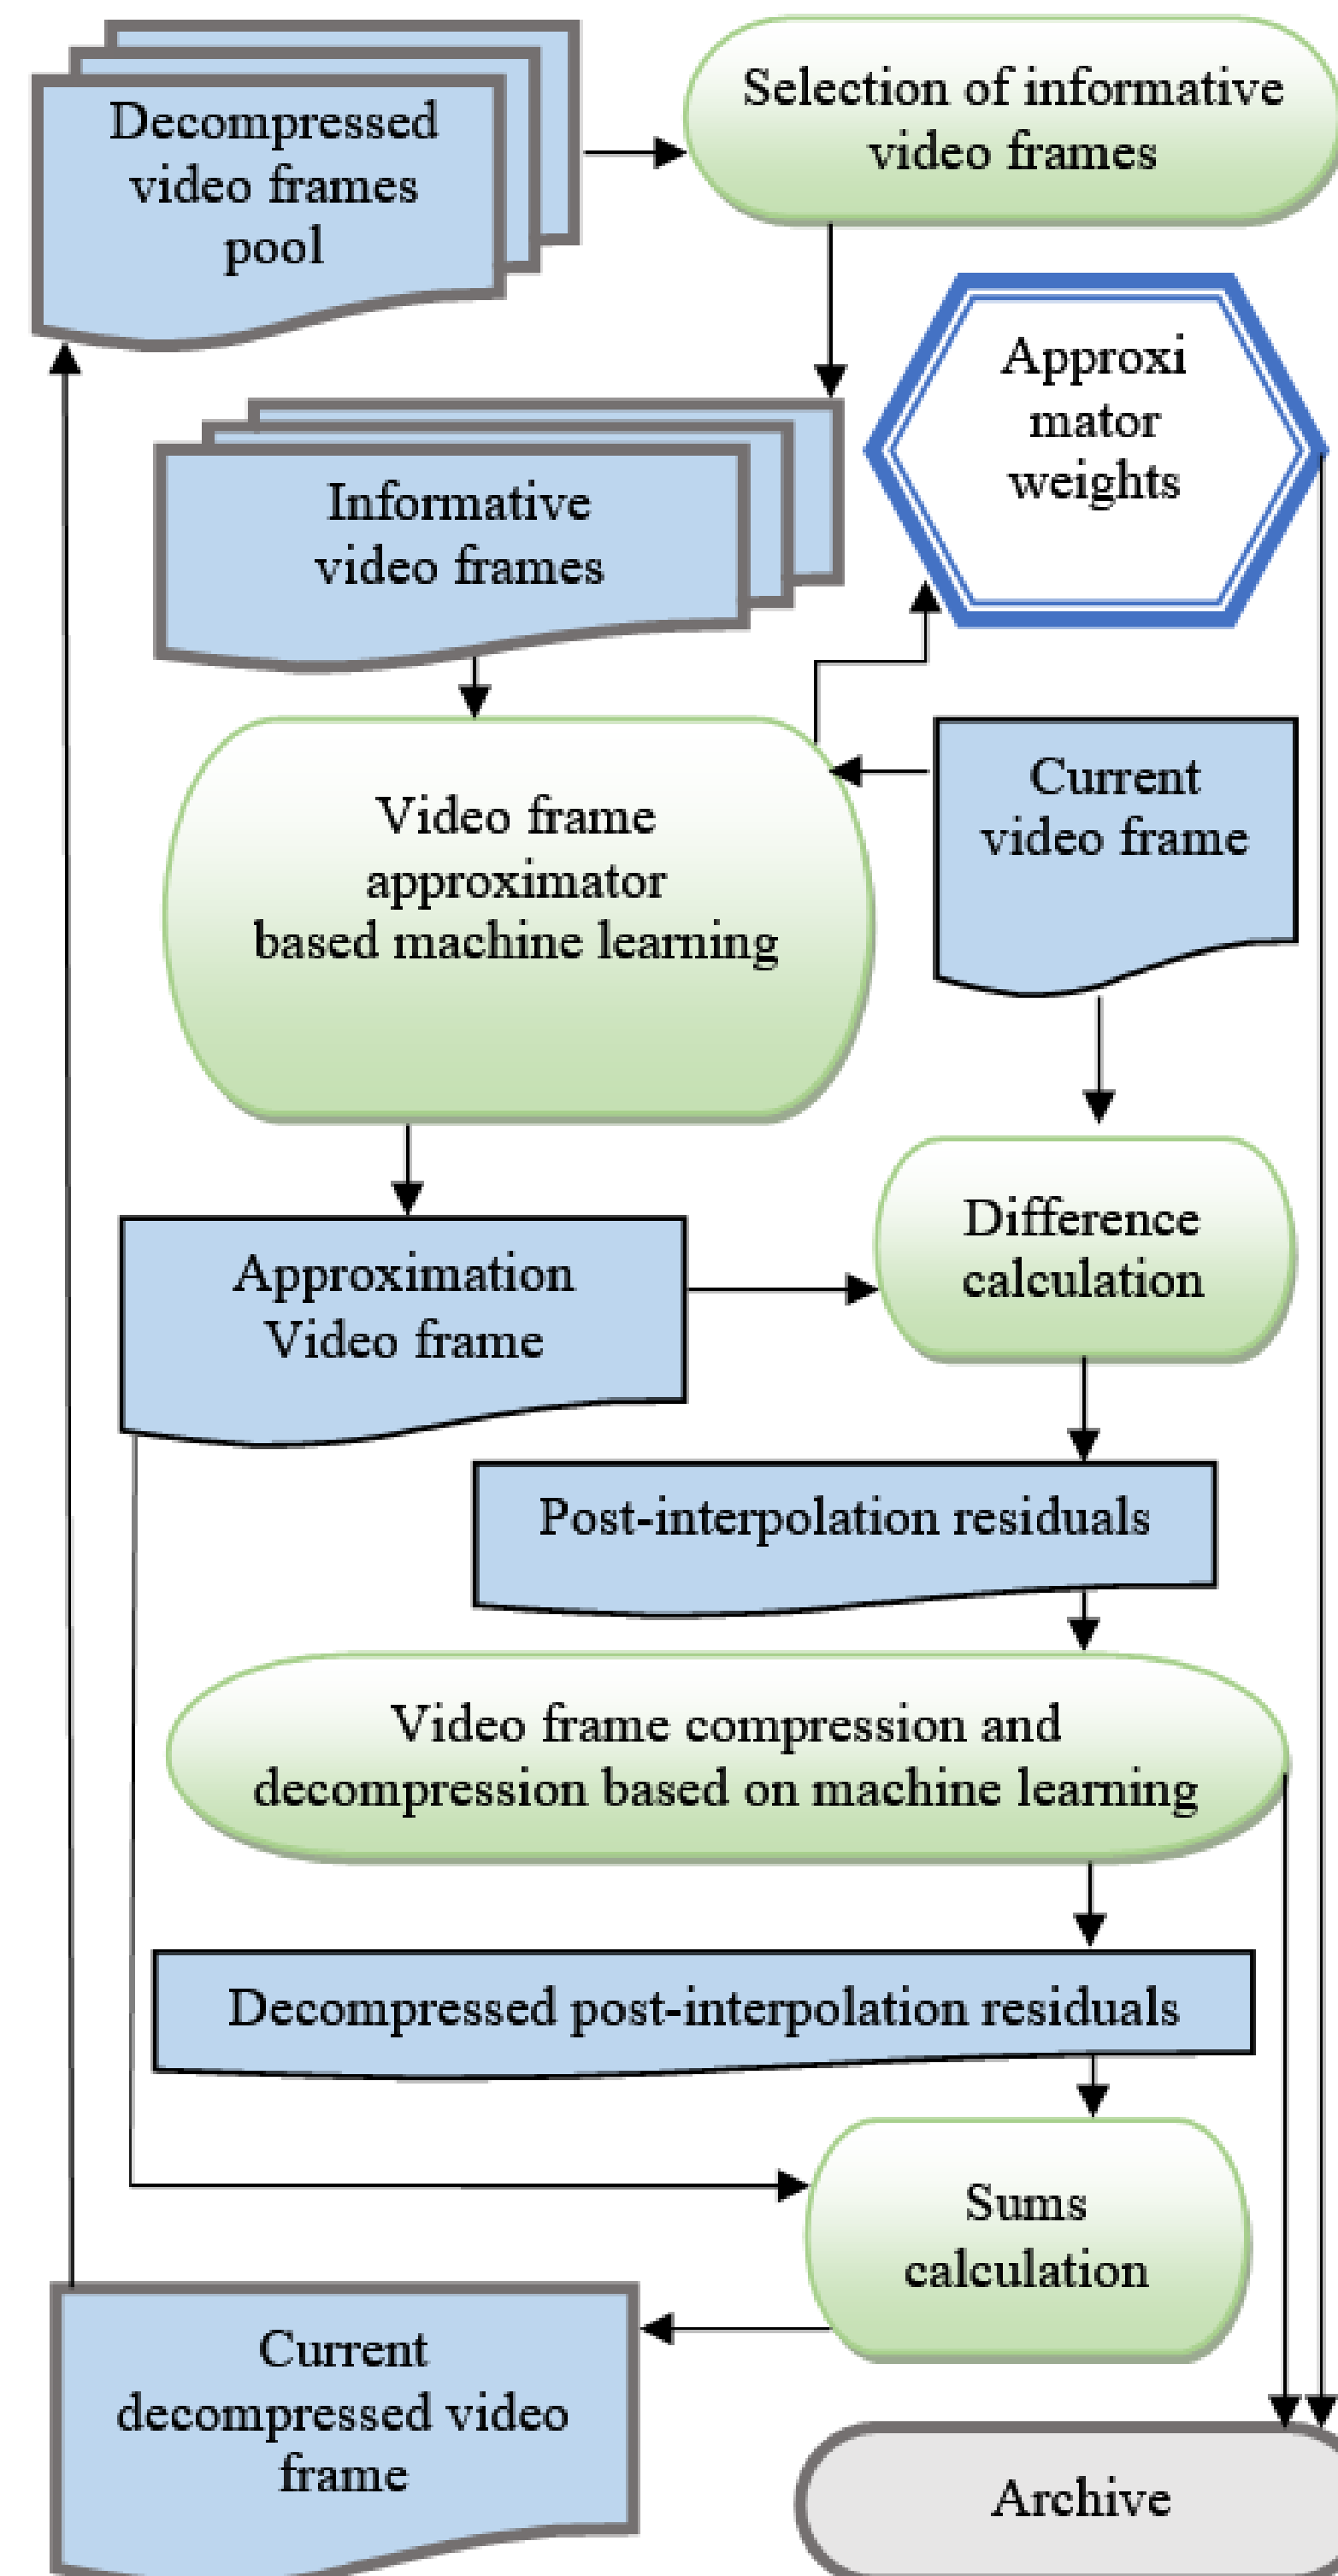 Decompressed
video frames
pool
Selection of informative
video frames
Approxi
mator
weights
Informative
video frames
Current
video frame
Video frame
approximator
based machine learning
Difference
calculation
Approximation
Video frame
Post-interpolation residuals
Video frame compression and
decompression based on machine learning
Decompressed post-interpolation residuals
Sums
calculation
Current
decompressed video
frame
Archive